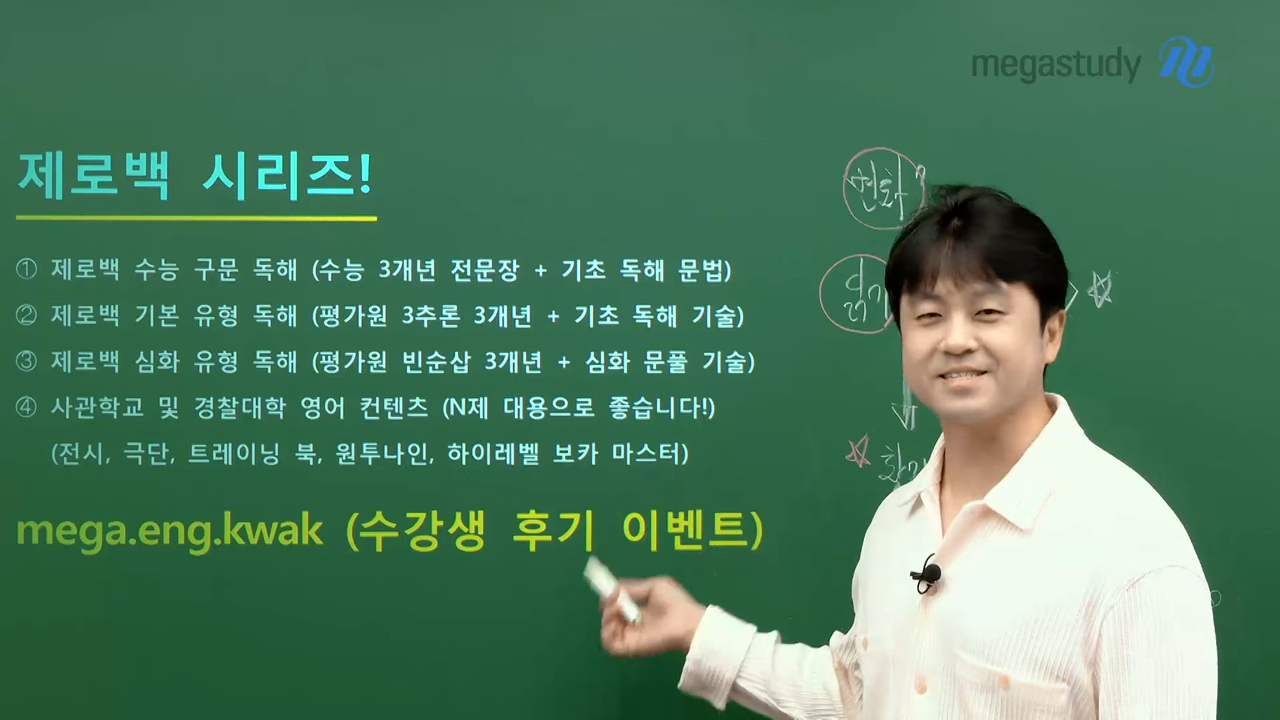 megastudy
제로백 시리즈!
① 제로백 수능 구문 독해 (수능 3개년 전문장 + 기초 독해 문법)
② 제로백 기본 유형 독해 (평가원 3추론 3개년 + 기초 독해 기술)
③ 제로백 심화 유형 독해 (평가원 빈순삽 3개년 + 심화 문풀 기술)
④ 사관학교 및 경찰대학 영어 컨텐츠 (N제 대용으로 좋습니다!)
(전시, 극단, 트레이닝 북, 원투나인, 하이레벨 보카 마스터)
mega.eng.kwak (수강생 후기 이벤트)
변화?